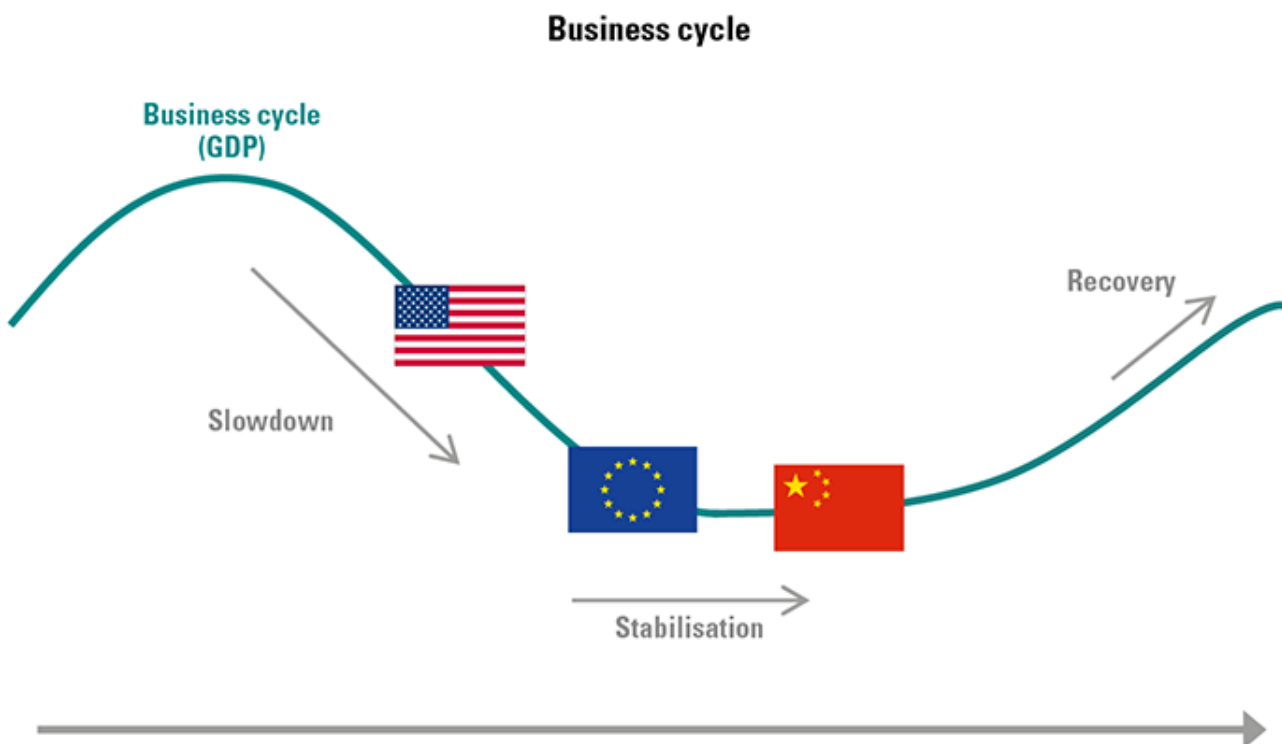 Business cycle
Business cycle
(GDP)
Recovery
Slowdown
Stabilisation